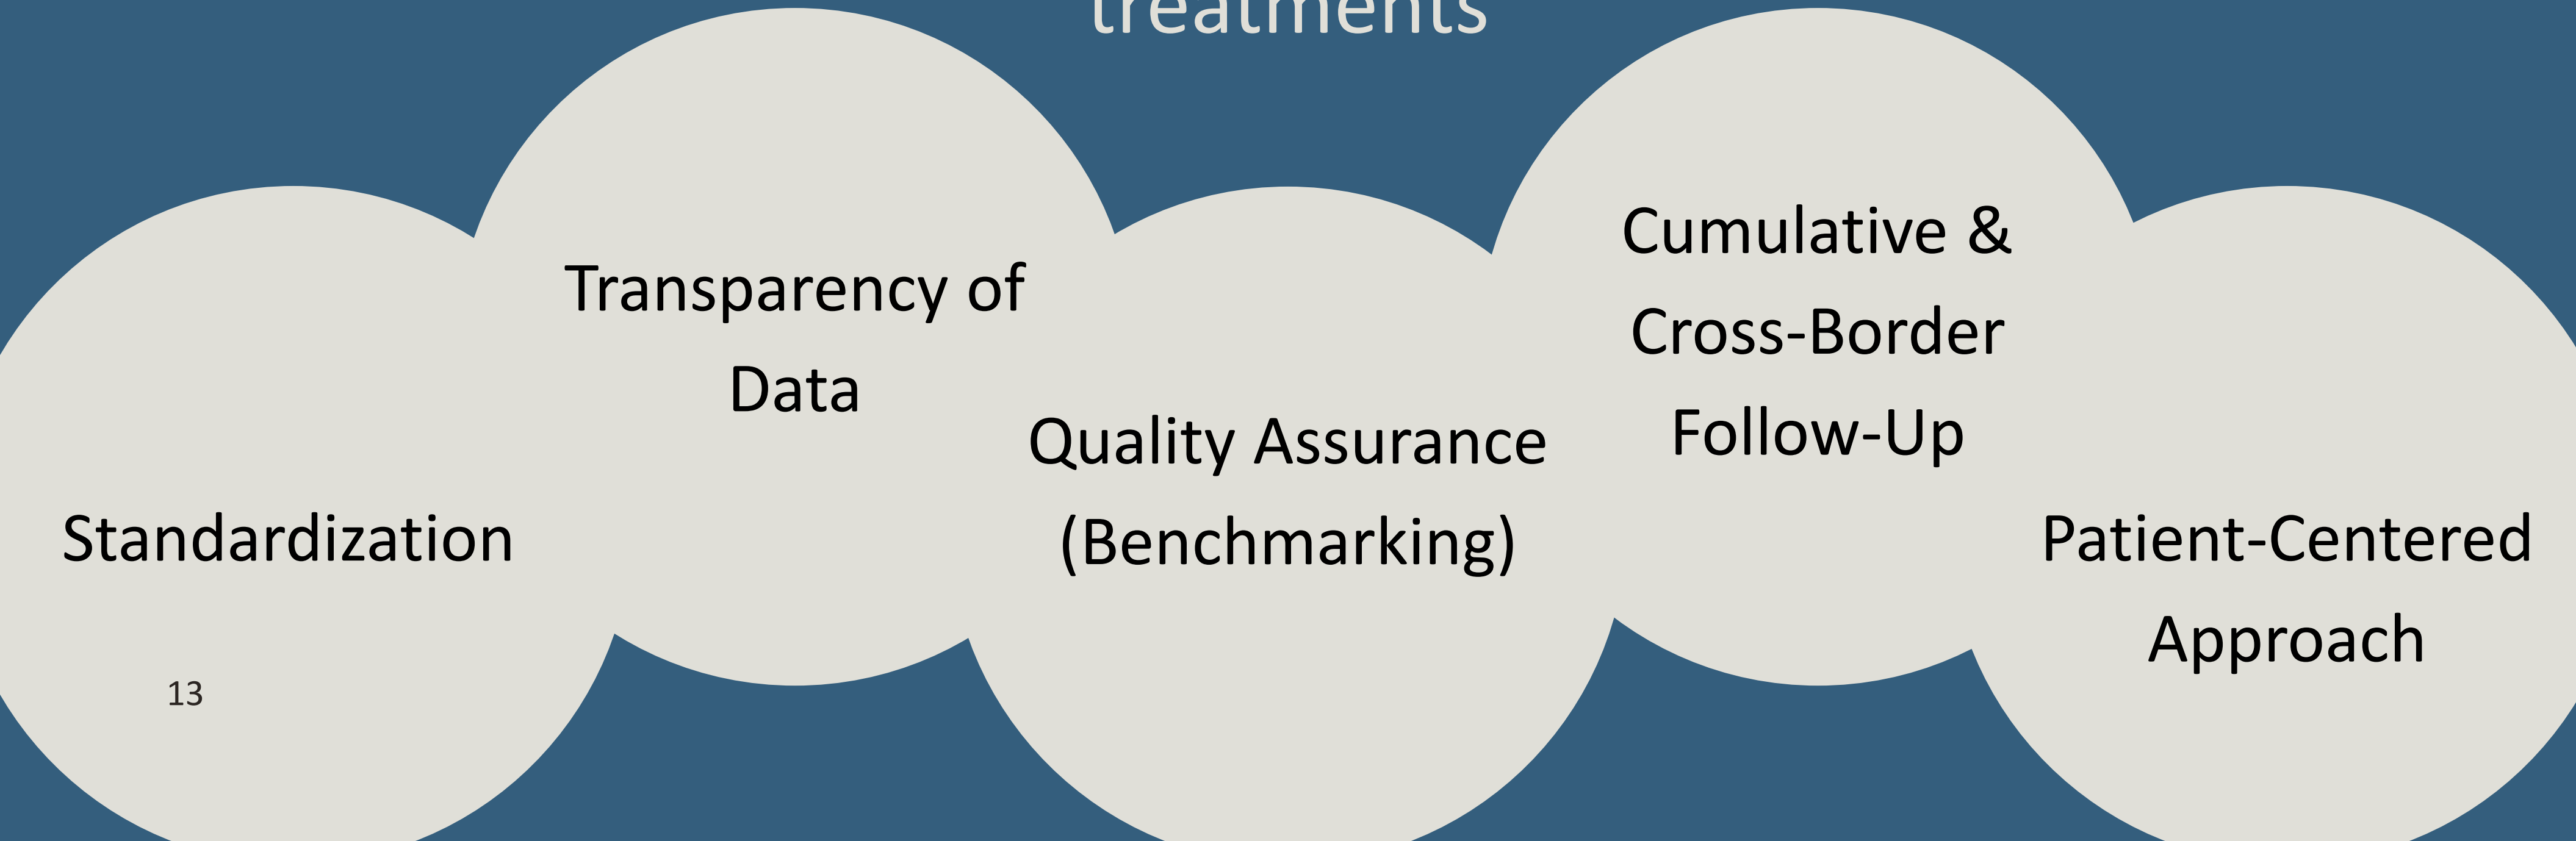 treatments
Standardization
Transparency of
Data
Quality Assurance
(Benchmarking)
Cumulative &
Cross-Border
Follow-Up
Patient-Centered
Approach
13